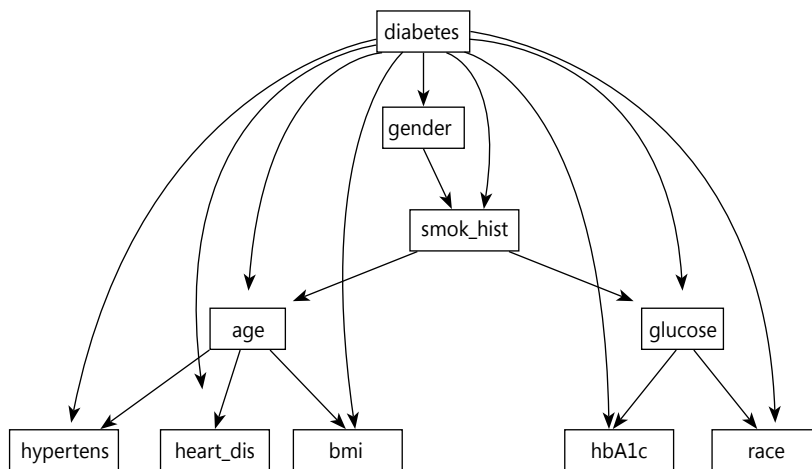 diabetes
gender
smok_hist
age
glucose
hypertens
heart_dis
bmi
hbA1c
race